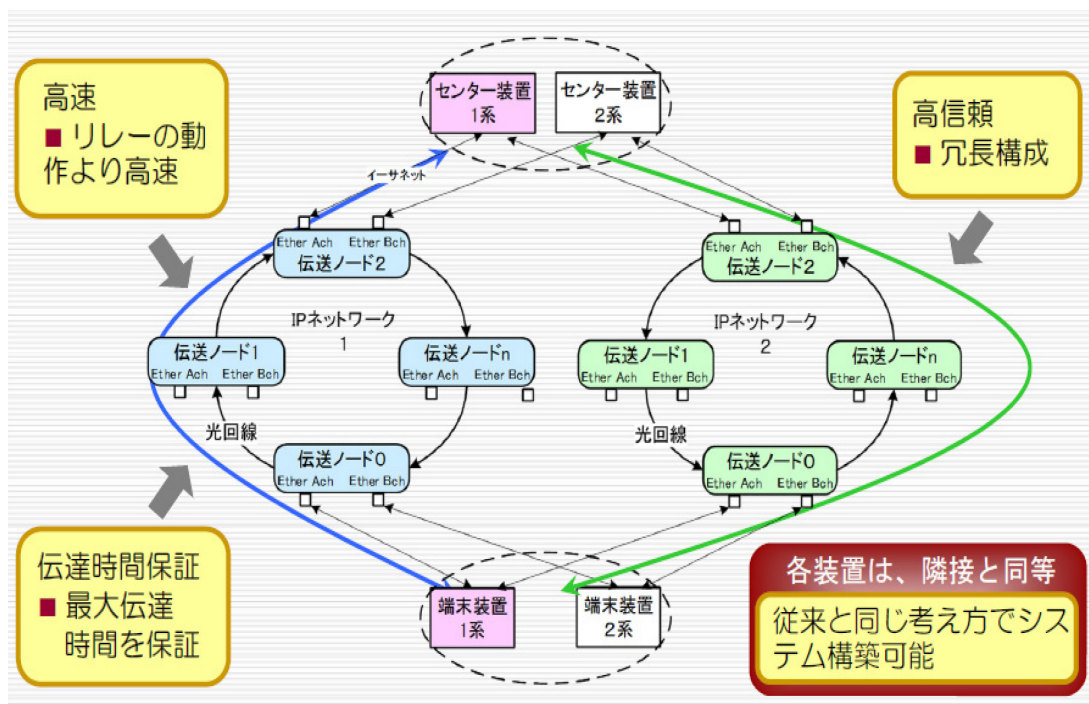 高速
■ リレーの動
作より高速
センター装置
1系
センター装置
2系
高信頼
■ 冗長構成
イーサネット
Ether Ach Ether Bch
伝送ノード2
Ether Ach Ether Bch
伝送ノード2
IPネットワーク
1
IPネットワーク
2
伝送ノード1
Ether Ach Ether Bch
伝送ノードn
Ether Ach Ether Bch
伝送ノード1
Ether Ach Ether Bch
伝送ノードn
Ether Ach Ether Bch
光回線
光回線
伝送ノード0
Ether Ach Ether Bch
伝送ノード0
Ether Ach Ether Bch
伝達時間保証
■ 最大伝達
時間を保証
端末装置
1系
端末装置
2系
各装置は、隣接と同等
従来と同じ考え方でシス
テム構築可能